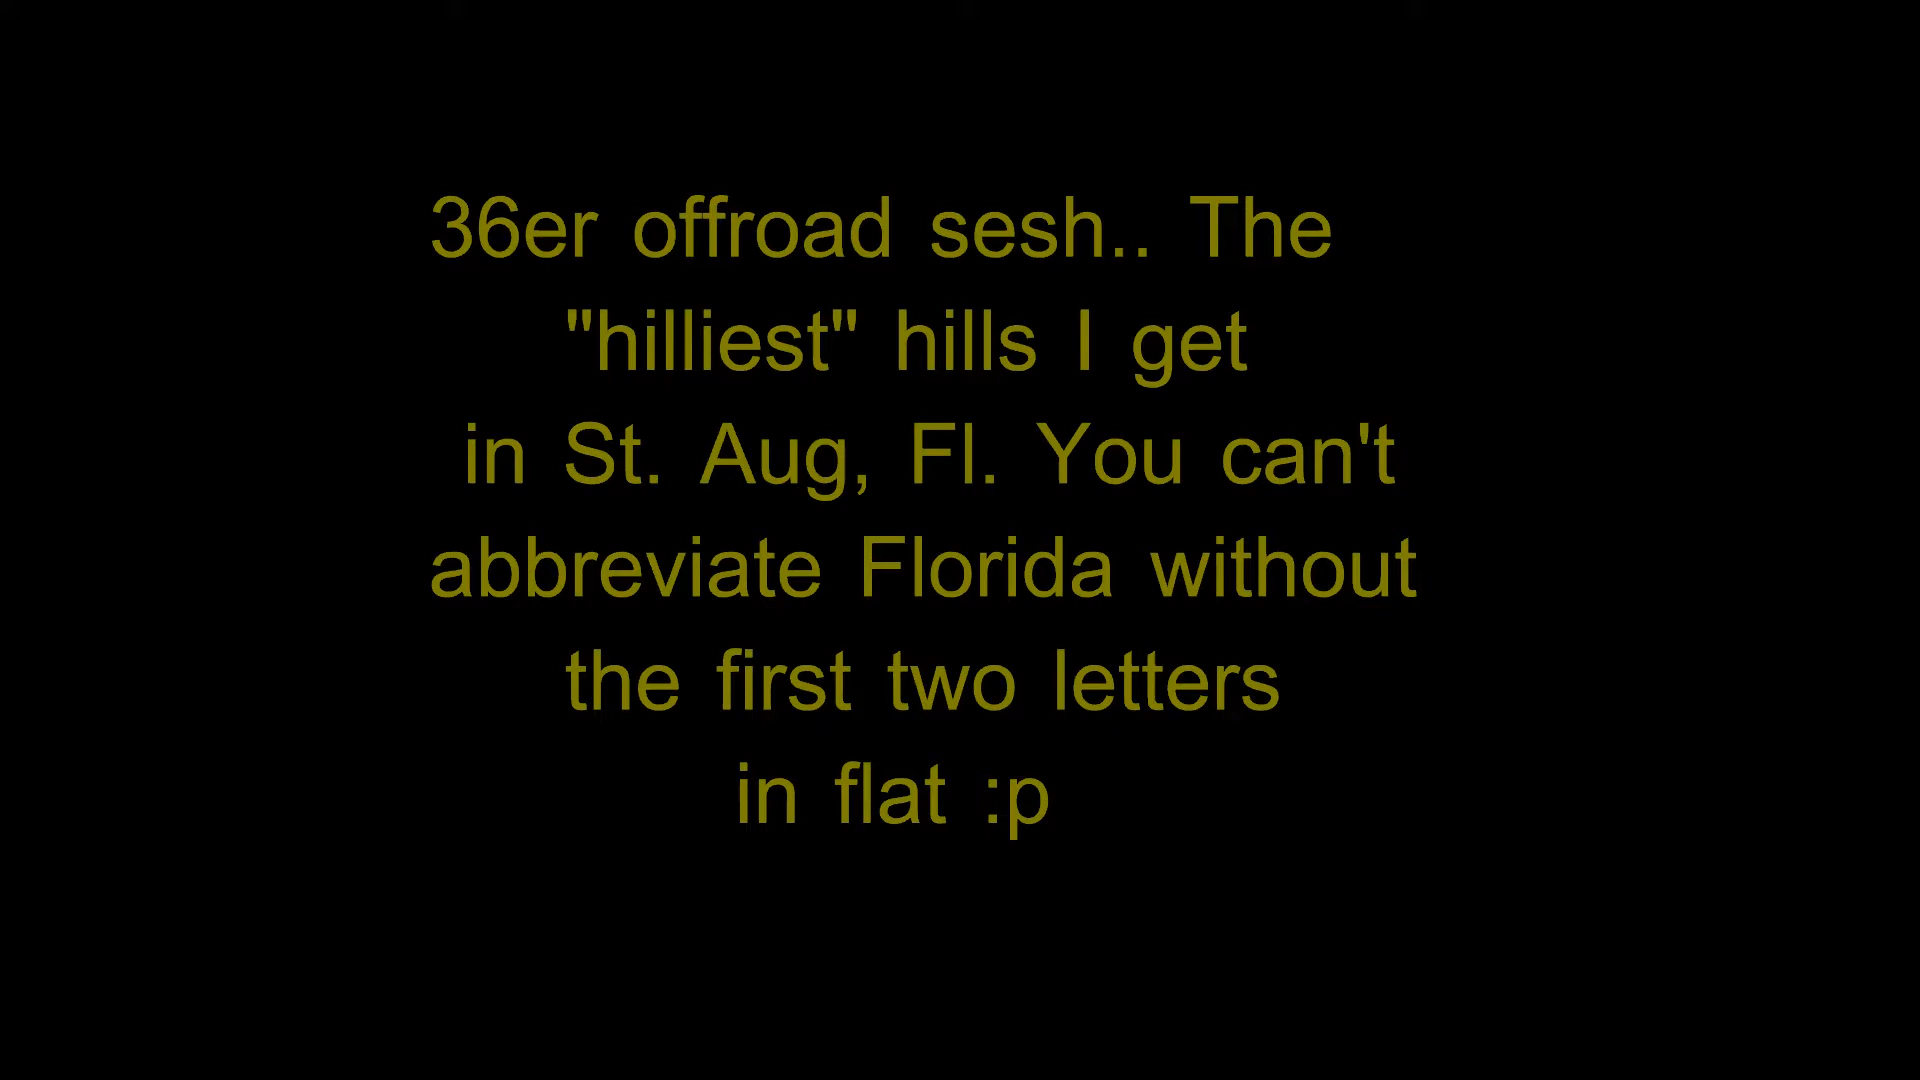 36er offroad sesh.. The
"hilliest" hills I get
in St. Aug, Fl. You can't
abbreviate Florida without
the first two letters
in flat :p